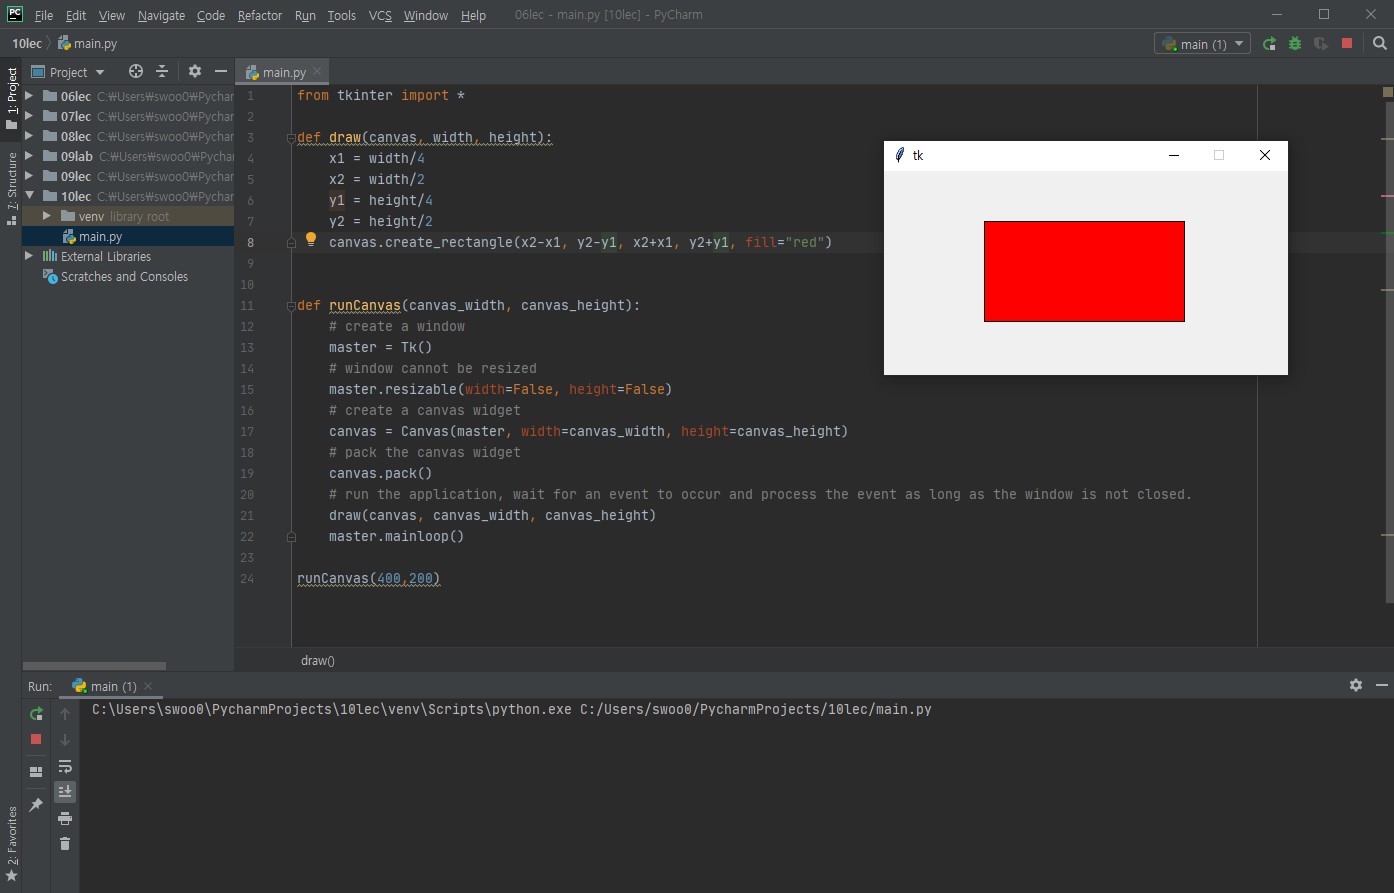 PC File Edit View Navigate Code Refactor Run Tools VCS Window Help 06lec - main.py [10lec] - PyCharm
10lec main.py main (1)
1: Project
7: Structure
2: Favorites
Project
06lec C:₩Users₩swoo0₩Pychar
07lec C:₩Users₩swoo0₩Pychar
08lec C:₩Users₩swoo0₩Pychar
09lab C:₩Users₩swoo0₩Pycha
09lec C:₩Users₩swoo0₩Pychar
10lec C:₩Users₩swoo0₩Pychar
venv library root
main.py
External Libraries
Scratches and Consoles
main.py
1 from tkinter import *
2
3 def draw(canvas, width, height):
4 x1 = width/4
5 x2 = width/2
6 y1 = height/4
7 y2 = height/2
8 canvas.create_rectangle(x2-x1, y2-y1, x2+x1, y2+y1, fill="red")
9
10
11 def runCanvas(canvas_width, canvas_height):
12 # create a window
13 master = Tk()
14 # window cannot be resized
15 master.resizable(width=False, height=False)
16 # create a canvas widget
17 canvas = Canvas(master, width=canvas_width, height=canvas_height)
18 # pack the canvas widget
19 canvas.pack()
20 # run the application, wait for an event to occur and process the event as long as the window is not closed.
21 draw(canvas, canvas_width, canvas_height)
22 master.mainloop()
23
24 runCanvas(400,200)
draw()
tk
Run: main (1)
C:\Users\swoo0\PycharmProjects\10lec\venv\Scripts\python.exe C:/Users/swoo0/PycharmProjects/10lec/main.py